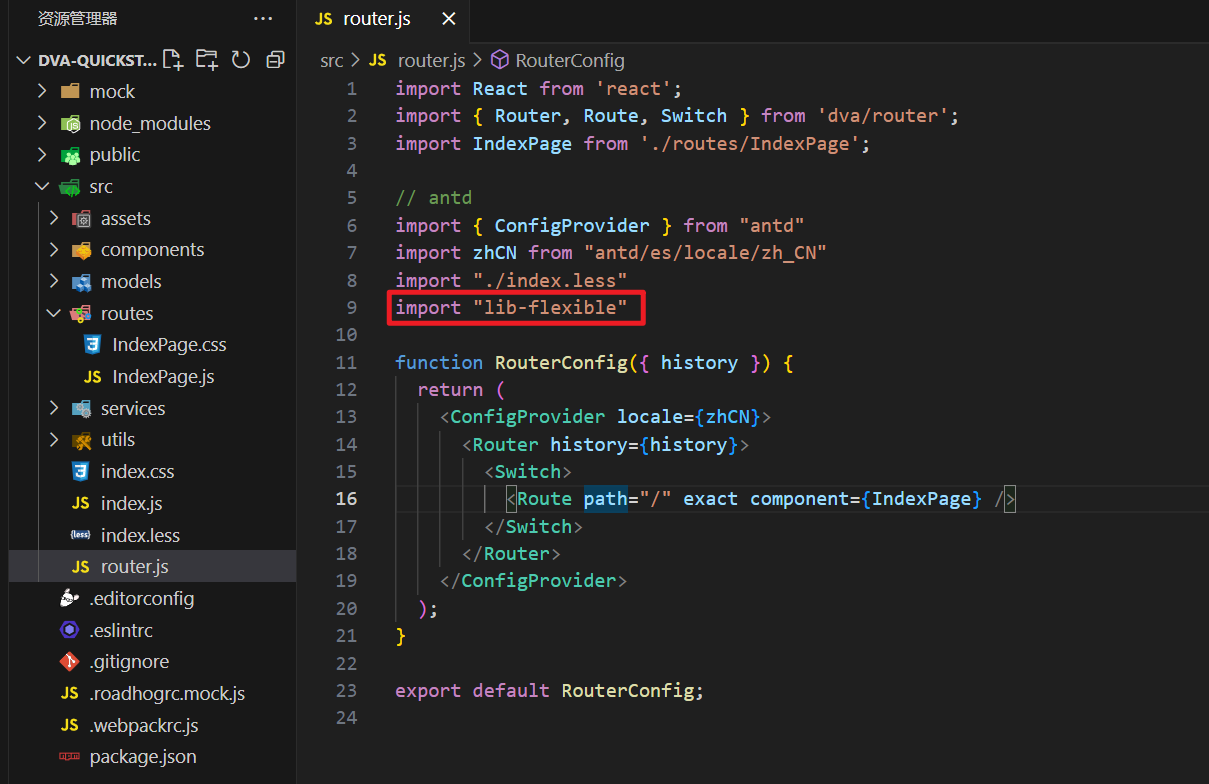 资源管理器
···
DVA-QUICKST...
mock
node_modules
public
src
assets
components
models
routes
IndexPage.css
JS IndexPage.js
services
utils
index.css
JS index.js
{less} index.less
JS router.js
.editorconfig
.eslintrc
.gitignore
JS .roadhogrc.mock.js
JS .webpackrc.js
npm package.json
JS router.js
src > JS router.js > RouterConfig
1 import React from 'react';
2 import { Router, Route, Switch } from 'dva/router';
3 import IndexPage from './routes/IndexPage';
4
5 // antd
6 import { ConfigProvider } from "antd"
7 import zhCN from "antd/es/locale/zh_CN"
8 import "./index.less"
9 import "lib-flexible"
10
11 function RouterConfig({ history }) {
12 return (
13 <ConfigProvider locale={zhCN}>
14 <Router history={history}>
15 <Switch>
16 <Route path="/" exact component={IndexPage} />
17 </Switch>
18 </Router>
19 </ConfigProvider>
20 );
21 }
22
23 export default RouterConfig;
24